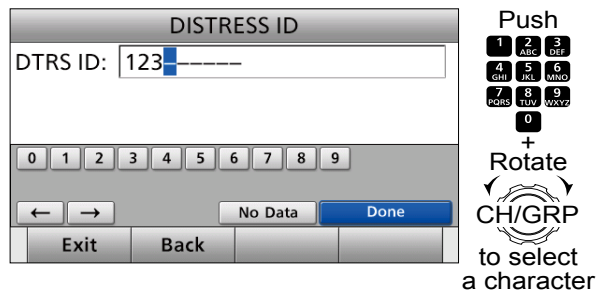 DISTRESS ID
DTRS ID: 123------
0 1 2 3 4 5 6 7 8 9
← → No Data Done
Exit Back
Push
1 2 ABC 3 DEF
4 GHI 5 JKL 6 MNO
7 PQRS 8 TUV 9 WXYZ
0
+
Rotate
CH/GRP
to select
a character